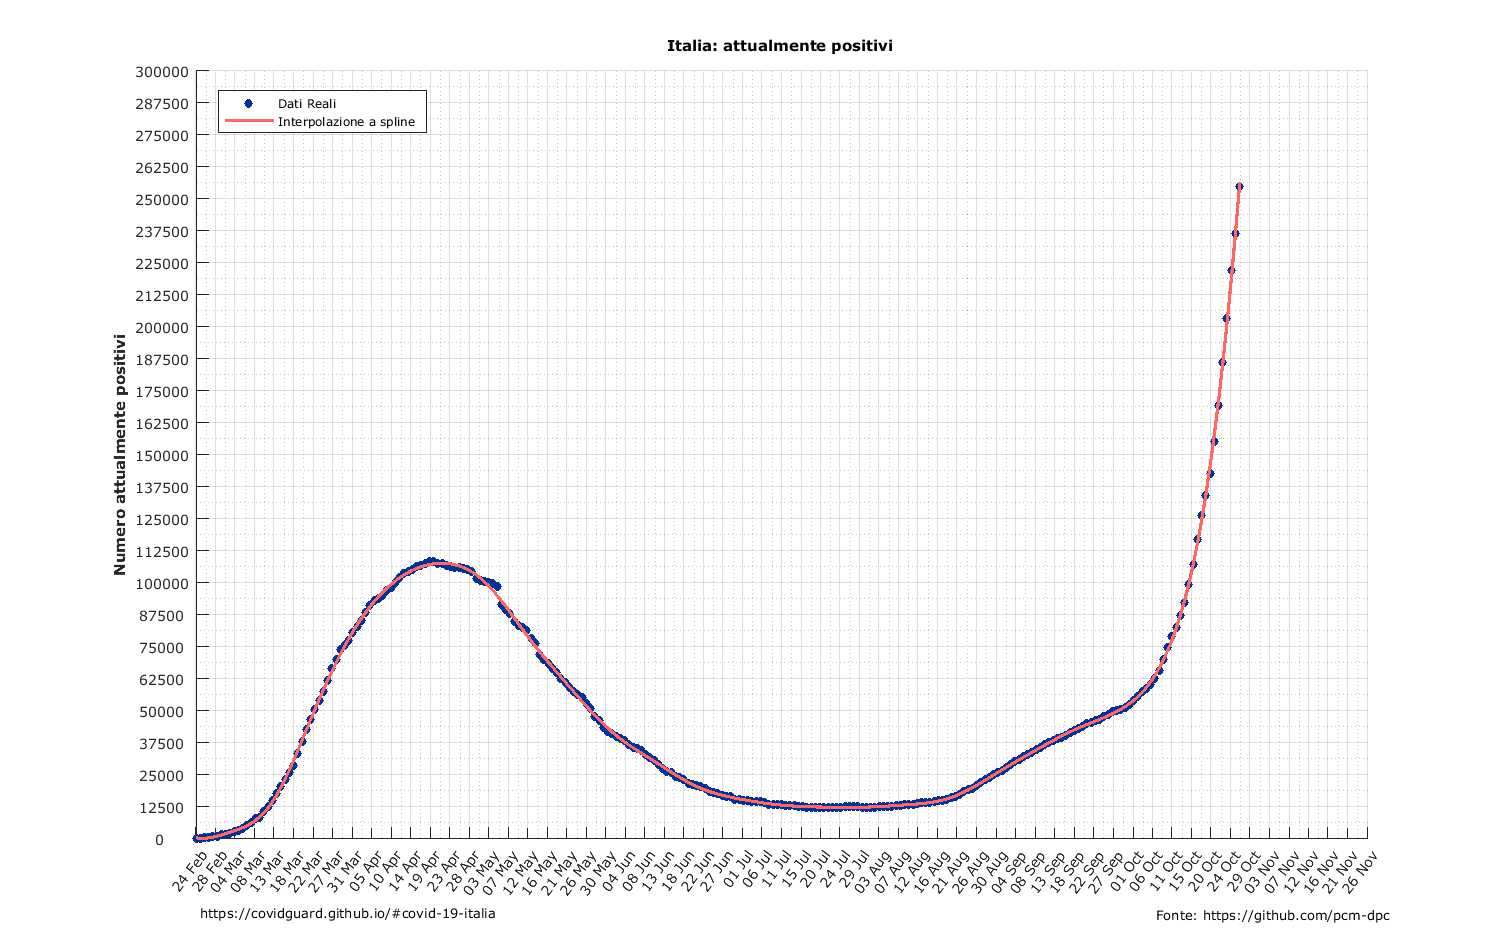 Italia: attualmente positivi
300000
287500
275000
262500
250000
237500
225000
212500
200000
187500
175000
162500
150000
137500
125000
112500
100000
87500
75000
62500
50000
37500
25000
12500
0
Numero attualmente positivi
Dati Reali
Interpolazione a spline
24 Feb
28 Feb
04 Mar
08 Mar
13 Mar
18 Mar
22 Mar
27 Mar
31 Mar
05 Apr
10 Apr
14 Apr
19 Apr
23 Apr
28 Apr
03 May
07 May
12 May
16 May
21 May
26 May
30 May
04 Jun
08 Jun
13 Jun
18 Jun
22 Jun
27 Jun
01 Jul
06 Jul
11 Jul
15 Jul
20 Jul
24 Jul
29 Jul
03 Aug
07 Aug
12 Aug
16 Aug
21 Aug
26 Aug
30 Aug
04 Sep
08 Sep
13 Sep
18 Sep
22 Sep
27 Sep
01 Oct
06 Oct
11 Oct
15 Oct
20 Oct
24 Oct
29 Oct
03 Nov
07 Nov
12 Nov
16 Nov
21 Nov
26 Nov
https://covidguard.github.io/#covid-19-italia
Fonte: https://github.com/pcm-dpc